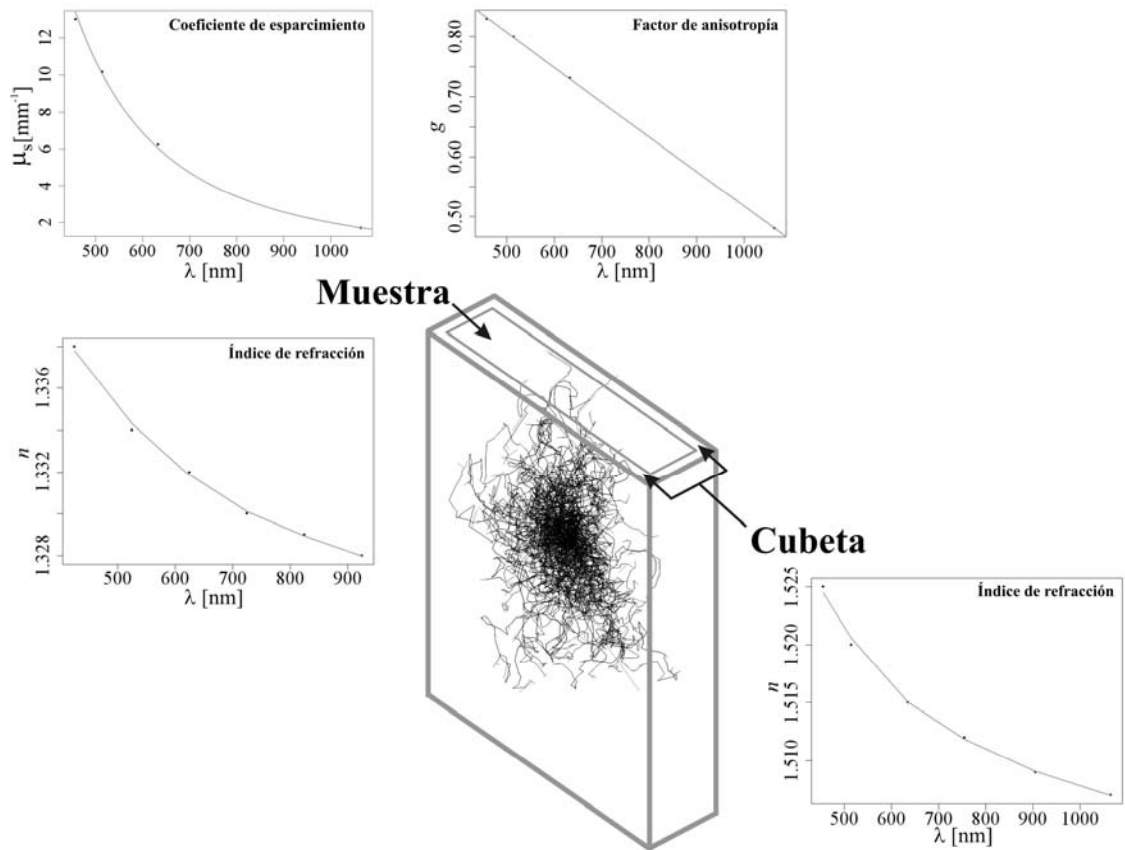 Coeficiente de esparcimiento
μs[mm-1]
12
10
8
6
4
2
500 600 700 800 900 1000
λ [nm]
Factor de anisotropía
g
0.80
0.70
0.60
0.50
500 600 700 800 900 1000
λ [nm]
Muestra
Índice de refracción
n
1.336
1.332
1.328
500 600 700 800 900
λ [nm]
Cubeta
Índice de refracción
n
1.525
1.520
1.515
1.510
500 600 700 800 900 1000
λ [nm]